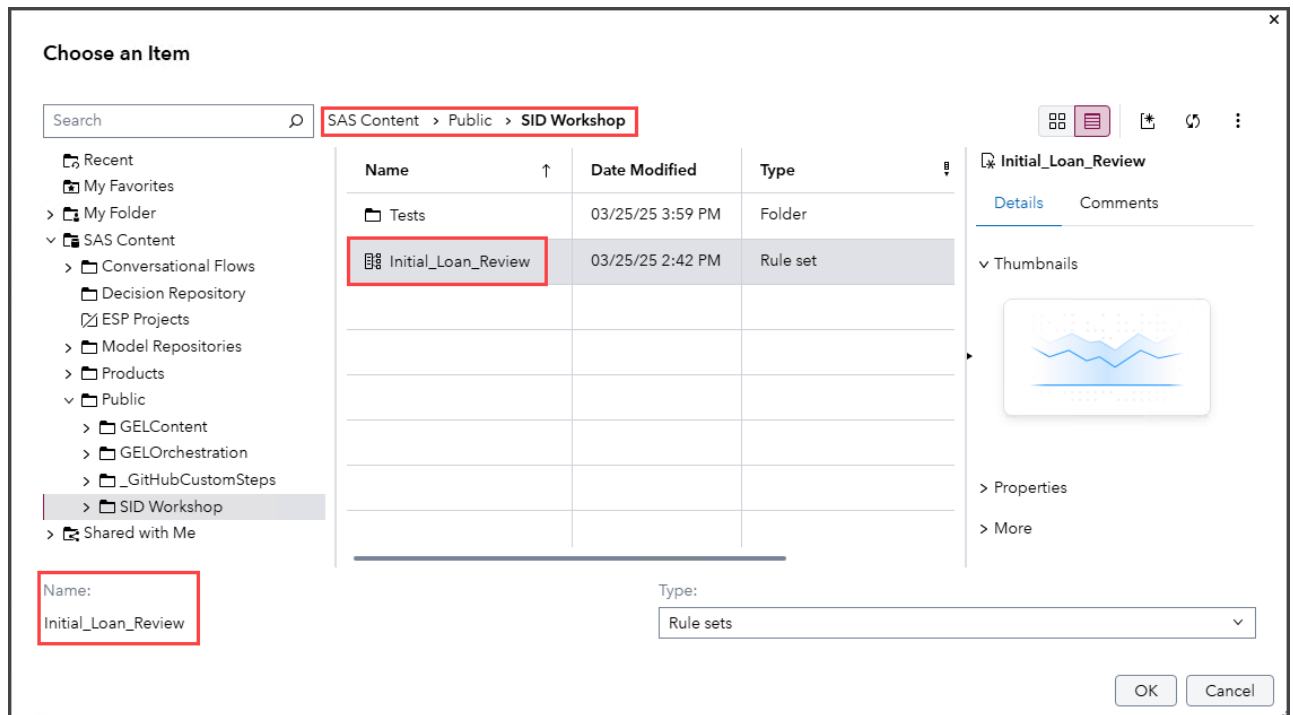 Choose an Item
Search
SAS Content > Public > SID Workshop
Recent
My Favorites
My Folder
SAS Content
Conversational Flows
Decision Repository
ESP Projects
Model Repositories
Products
Public
GELContent
GELOrchestration
_GitHubCustomSteps
SID Workshop
Shared with Me
Name Date Modified Type
Tests 03/25/25 3:59 PM Folder
Initial_Loan_Review 03/25/25 2:42 PM Rule set
Initial_Loan_Review
Details Comments
Thumbnails
Properties
More
Name:
Initial_Loan_Review
Type:
Rule sets
OK Cancel